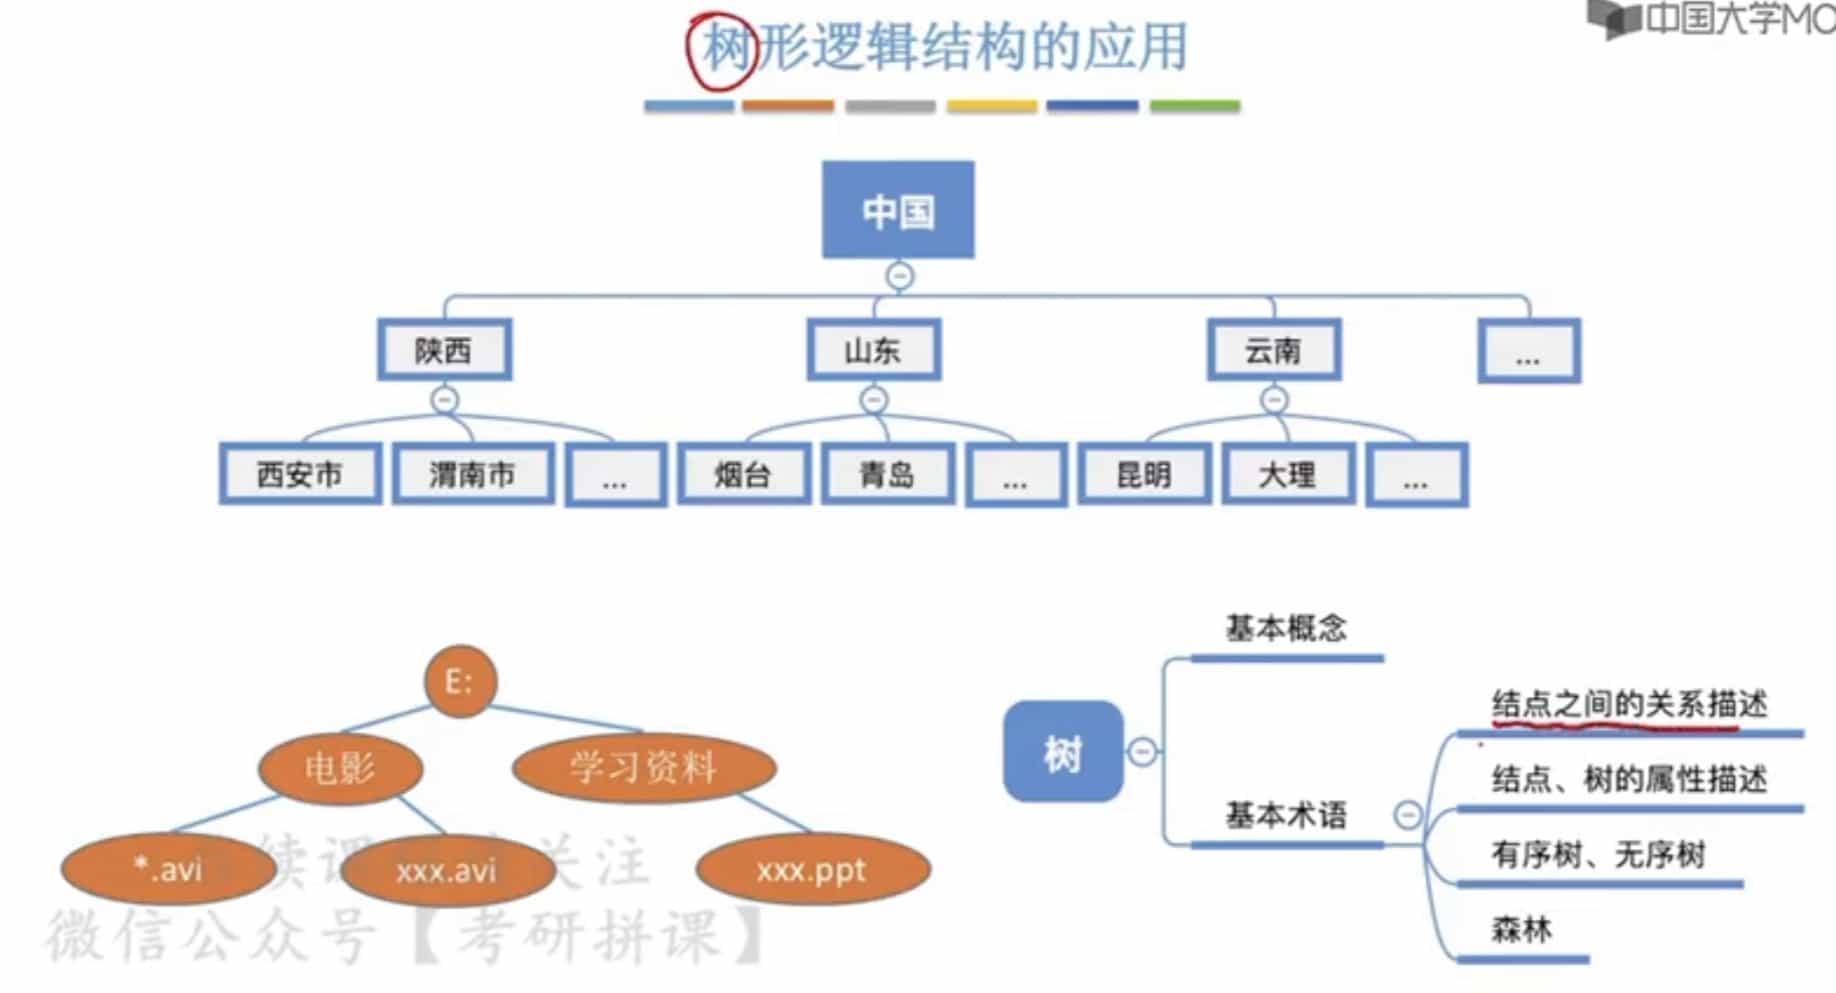 树形逻辑结构的应用
中国大学MO
中国
陕西
山东
云南
...
西安市
渭南市
...
烟台
青岛
...
昆明
大理
...
E:
电影
学习资料
*.avi
xxx.avi
xxx.ppt
树
基本概念
基本术语
结点之间的关系描述
结点、树的属性描述
有序树、无序树
森林
续课
关注
微信公众号【考研拼课】